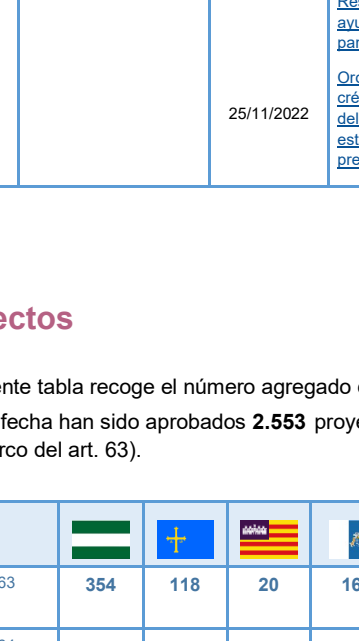 25/11/2022
ectos
ente tabla recoge el número agregado
fecha han sido aprobados 2.553 proye
rco del art. 63).
63 354 118 20 16